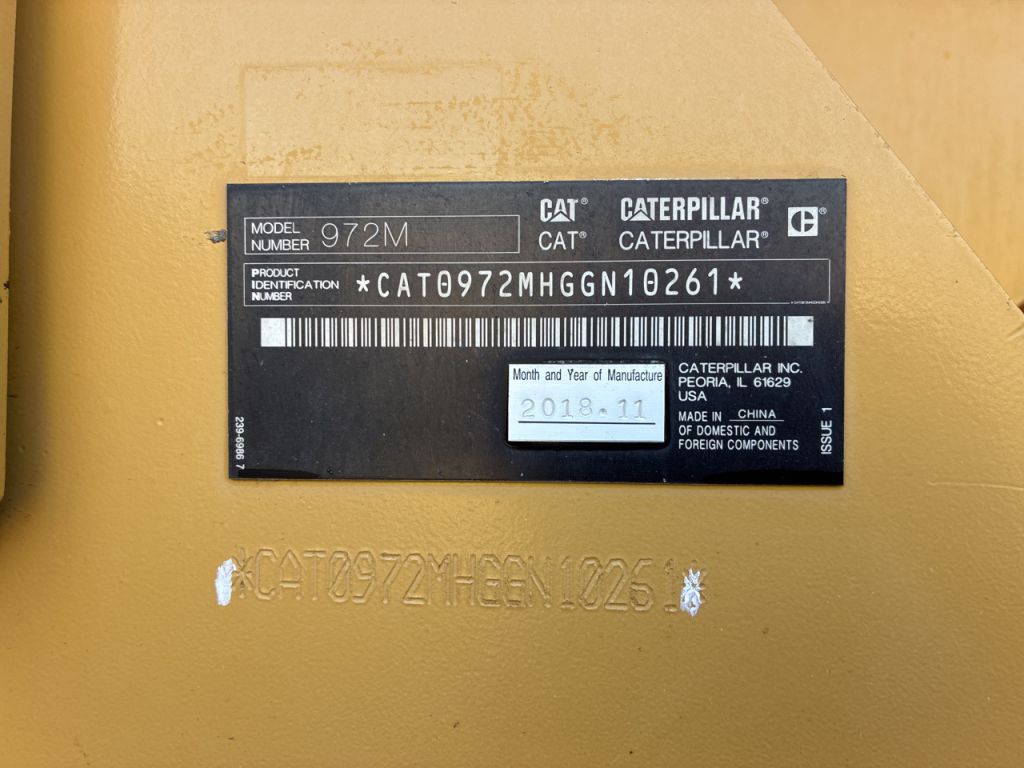 MODEL NUMBER 972M
CAT® CATERPILLAR®
CAT® CATERPILLAR®
PRODUCT IDENTIFICATION NUMBER *CAT0972MHGGN10261*
Month and Year of Manufacture
2018.11
CATERPILLAR INC.
PEORIA, IL 61629
USA
MADE IN CHINA
OF DOMESTIC AND
FOREIGN COMPONENTS
ISSUE 1
239-6986 7
*CAT0972MHGGN10261*